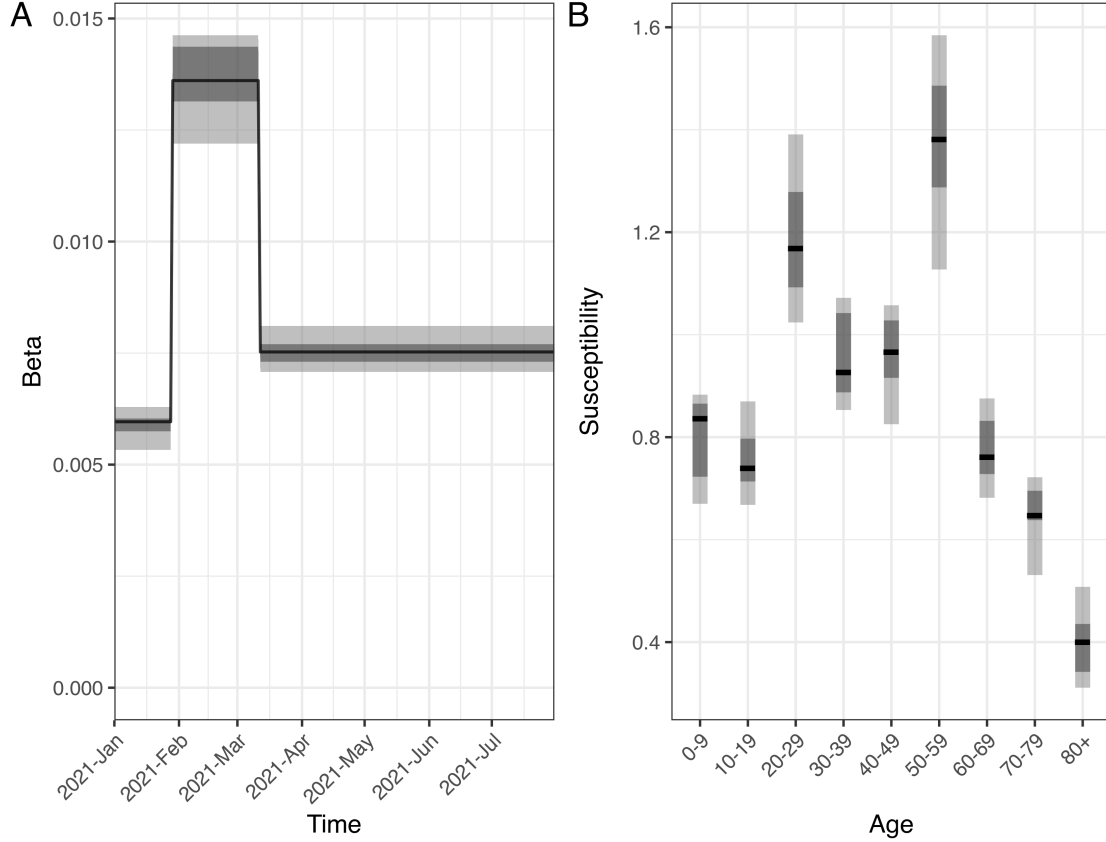 A
Beta
0.015
0.010
0.005
0.000
2021-Jan
2021-Feb
2021-Mar
2021-Apr
2021-May
2021-Jun
2021-Jul
Time
B
Susceptibility
1.6
1.2
0.8
0.4
0-9
10-19
20-29
30-39
40-49
50-59
60-69
70-79
80+
Age